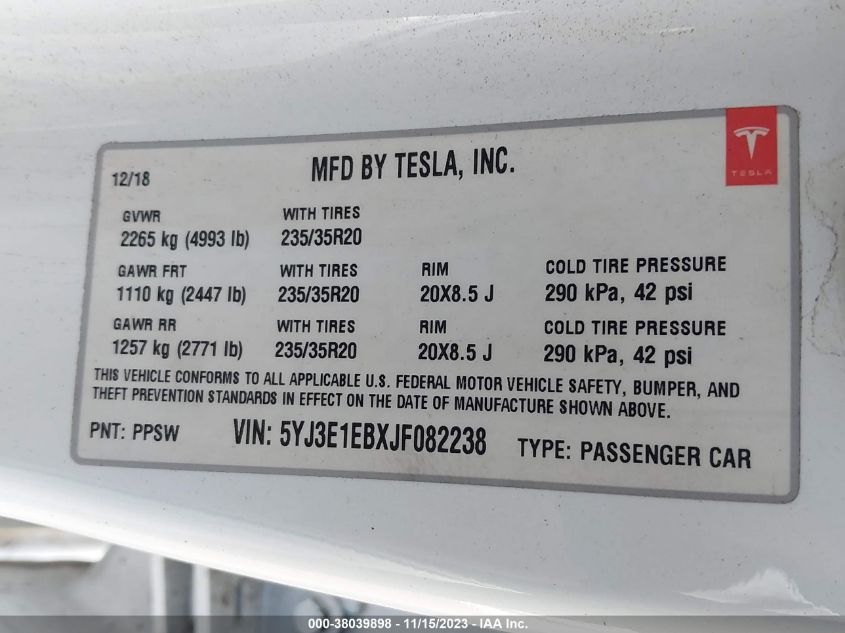 12/18
MFD BY TESLA, INC.
TESLA
GVWR WITH TIRES
2265 kg (4993 lb) 235/35R20
GAWR FRT WITH TIRES RIM COLD TIRE PRESSURE
1110 kg (2447 lb) 235/35R20 20X8.5 J 290 kPa, 42 psi
GAWR RR WITH TIRES RIM COLD TIRE PRESSURE
1257 kg (2771 lb) 235/35R20 20X8.5 J 290 kPa, 42 psi
THIS VEHICLE CONFORMS TO ALL APPLICABLE U.S. FEDERAL MOTOR VEHICLE SAFETY, BUMPER, AND
THEFT PREVENTION STANDARDS IN EFFECT ON THE DATE OF MANUFACTURE SHOWN ABOVE.
PNT: PPSW VIN: 5YJ3E1EBXJF082238 TYPE: PASSENGER CAR
000-38039898 - 11/15/2023 - IAA Inc.